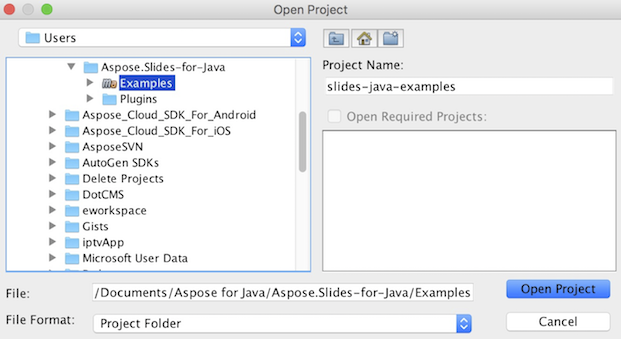 Open Project
Users
Aspose.Slides-for-Java
Examples
Plugins
Aspose_Cloud_SDK_For_Android
Aspose_Cloud_SDK_For_iOS
AsposeSVN
AutoGen SDKs
Delete Projects
DotCMS
eworkspace
Gists
iptvApp
Microsoft User Data
Project Name:
slides-java-examples
Open Required Projects:
File:
/Documents/Aspose for Java/Aspose.Slides-for-Java/Examples
Open Project
File Format:
Project Folder
Cancel